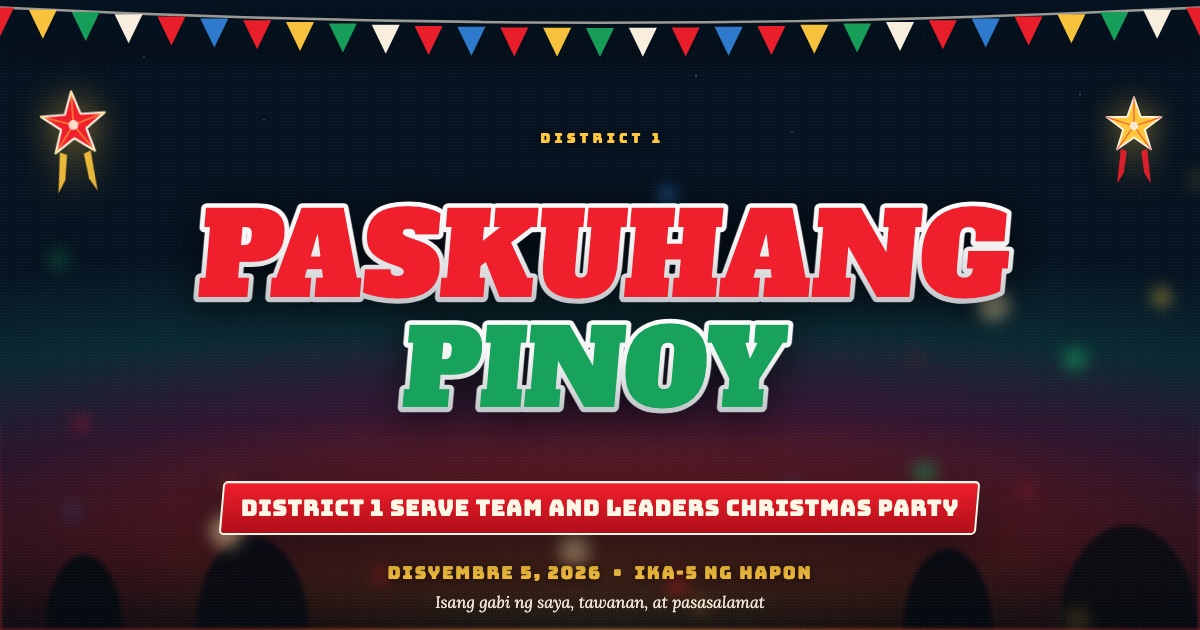 DISTRICT 1
PASKUHANG
PINOY
DISTRICT 1 SERVE TEAM AND LEADERS CHRISTMAS PARTY
DISYEMBRE 5, 2026 ▪ IKA-5 NG HAPON
Isang gabi ng saya, tawanan, at pasasalamat